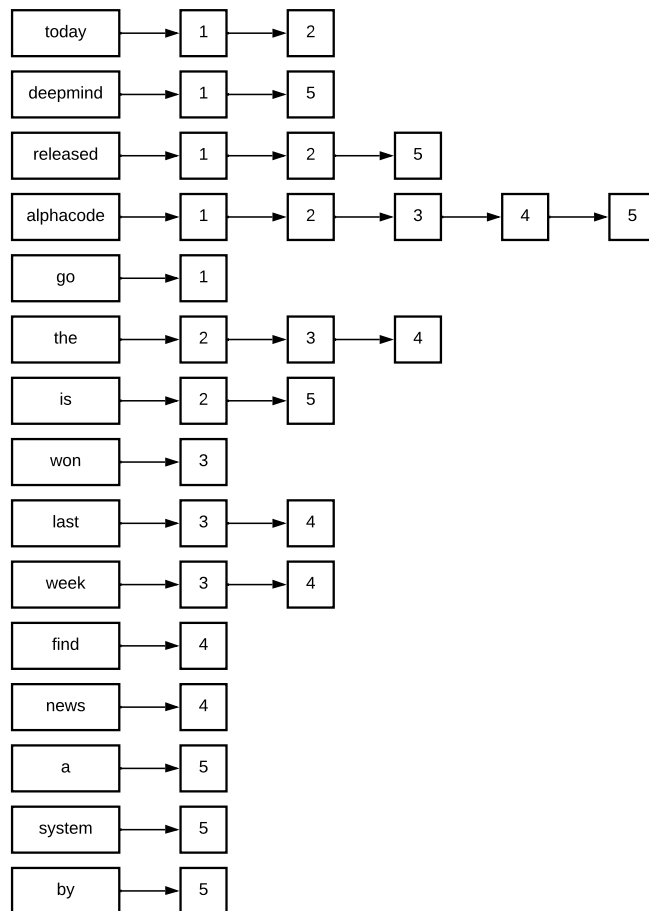 today 1 2
deepmind 1 5
released 1 2 5
alphacode 1 2 3 4 5
go 1
the 2 3 4
is 2 5
won 3
last 3 4
week 3 4
find 4
news 4
a 5
system 5
by 5